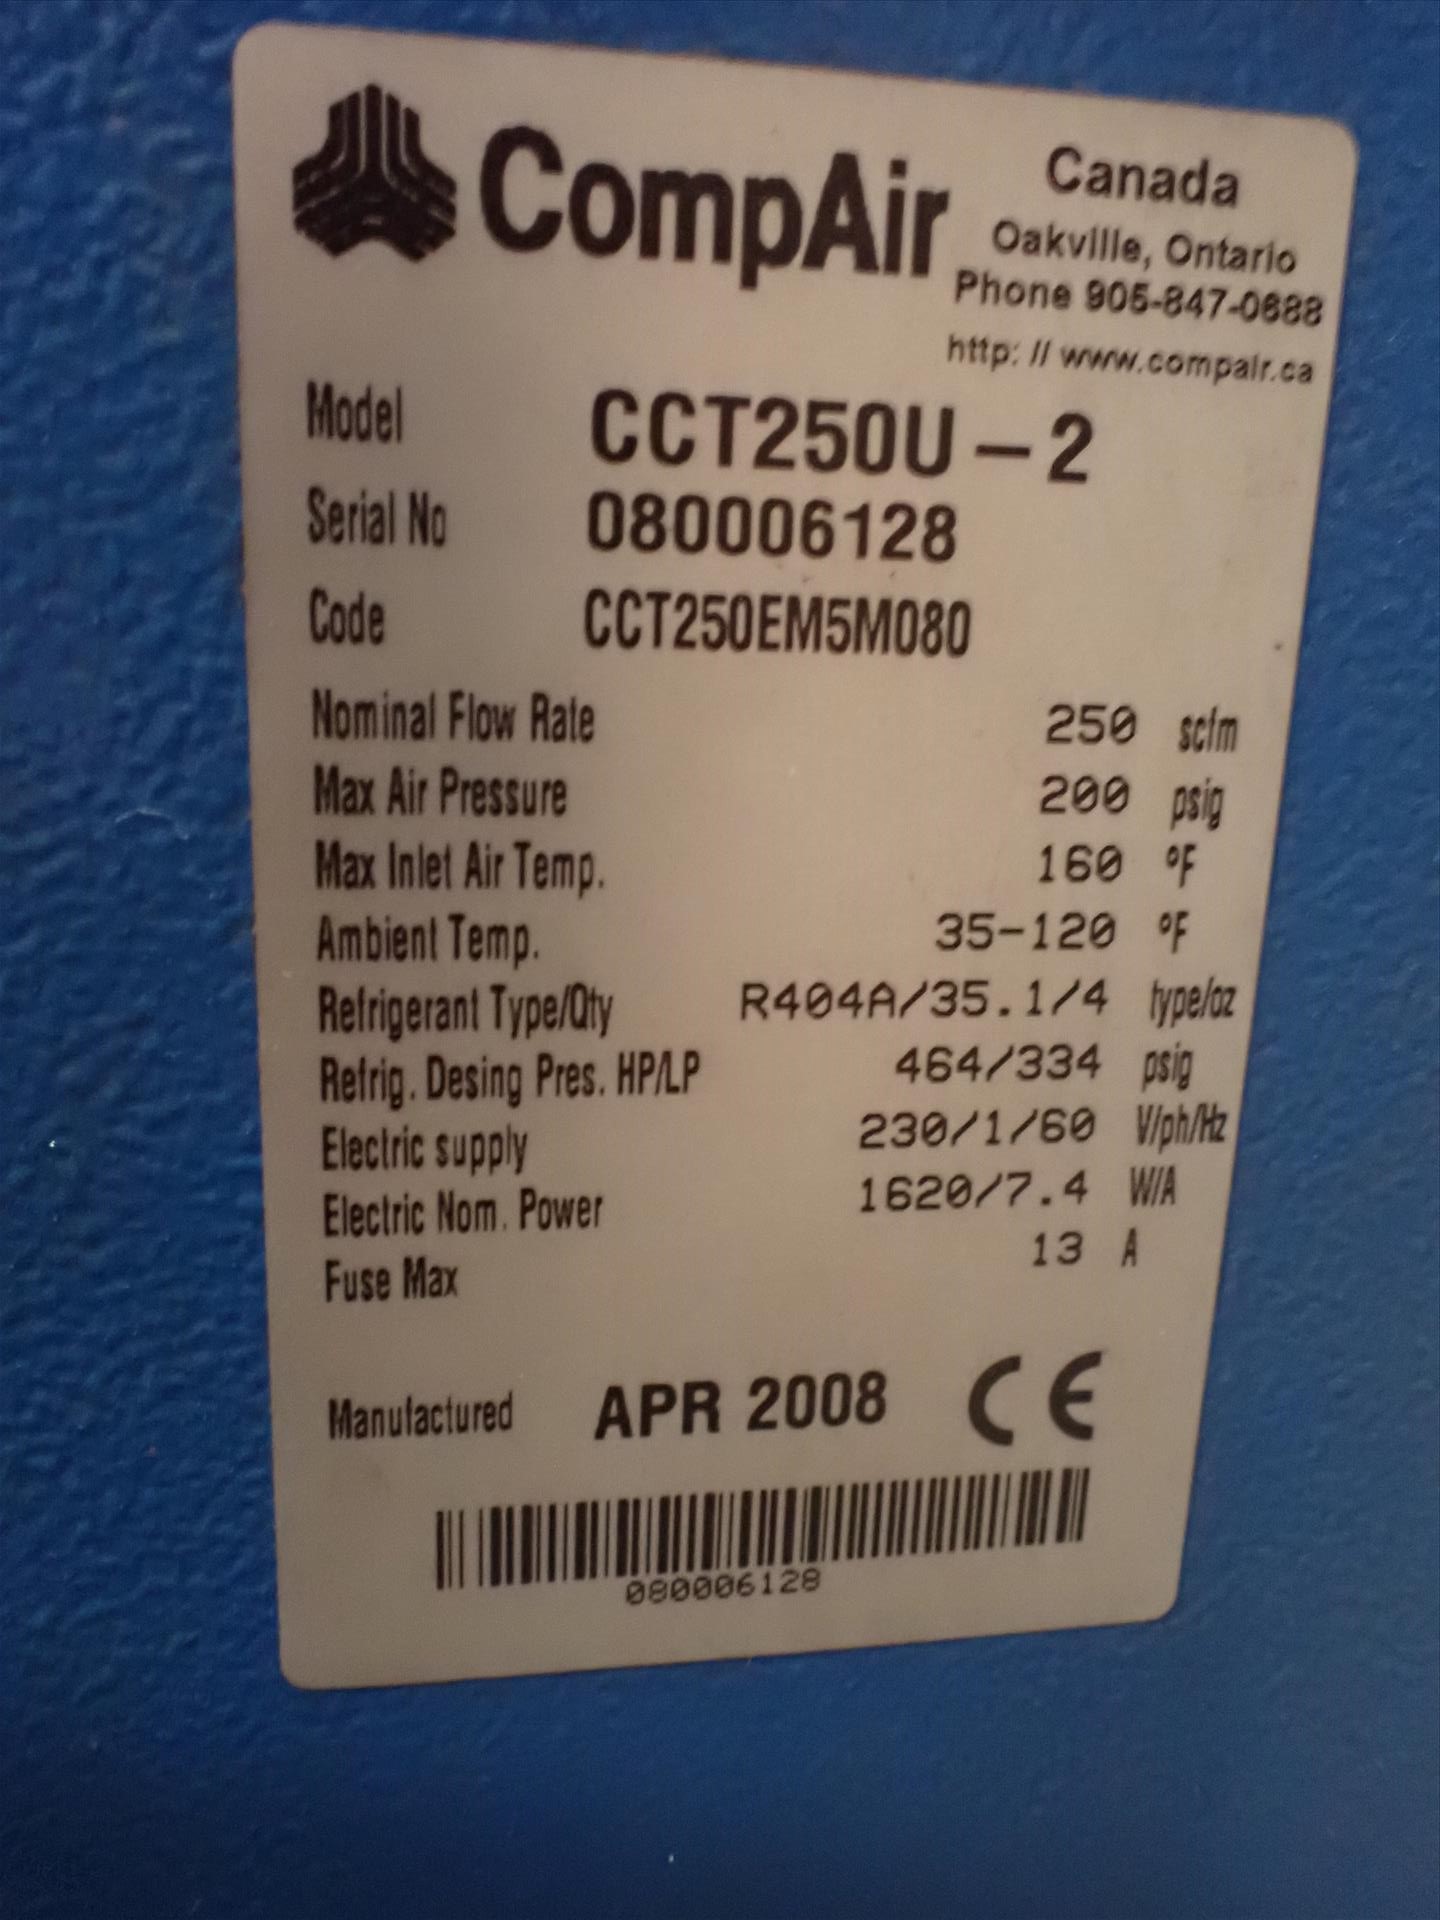 CompAir Canada
Oakville, Ontario
Phone 905-847-0688
http: // www.compair.ca
Model CCT250U - 2
Serial No 080006128
Code CCT250EM5M080
Nominal Flow Rate 250 scfm
Max Air Pressure 200 psig
Max Inlet Air Temp. 160 °F
Ambient Temp. 35-120 °F
Refrigerant Type/Qty R404A/35.1/4 type/oz
Refrig. Desing Pres. HP/LP 464/334 psig
Electric supply 230/1/60 V/ph/Hz
Electric Nom. Power 1620/7.4 W/A
Fuse Max 13 A
Manufactured APR 2008 CE
080006128